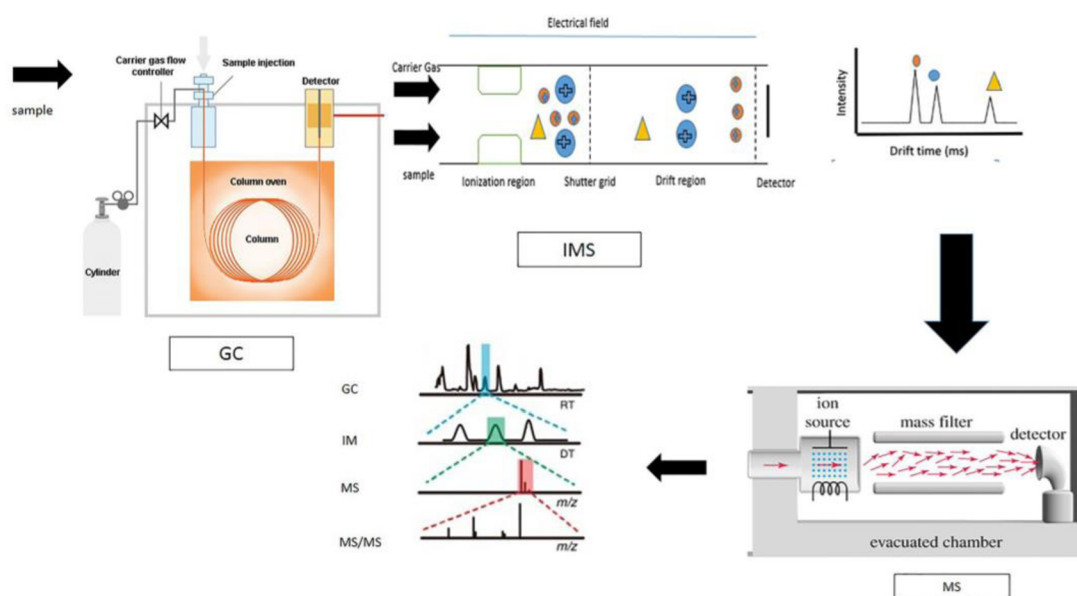 sample
Carrier gas flow
controller
Sample injection
Detector
Column oven
Column
Cylinder
GC
Electrical field
Carrier Gas
sample
Ionization region
Shutter grid
Drift region
Detector
IMS
Intensity
Drift time (ms)
ion
source
mass filter
detector
evacuated chamber
MS
GC
RT
IM
DT
MS
m/z
MS/MS
m/z